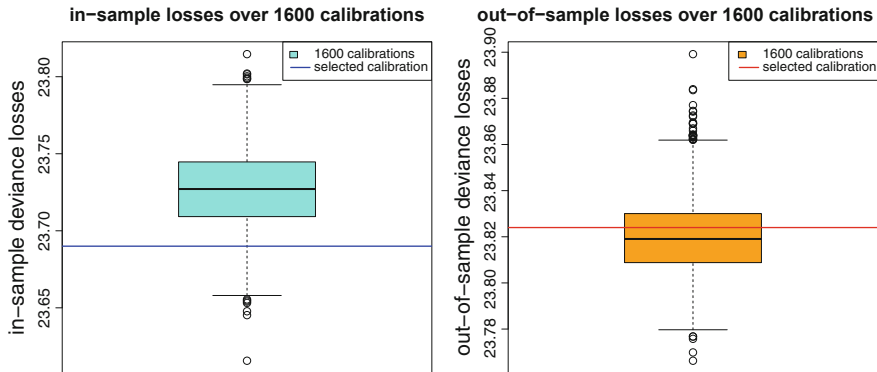 in-sample losses over 1600 calibrations
in-sample deviance losses
23.80
23.75
23.70
23.65
1600 calibrations
selected calibration
out-of-sample losses over 1600 calibrations
out-of-sample deviance losses
23.90
23.88
23.86
23.84
23.82
23.80
23.78
1600 calibrations
selected calibration